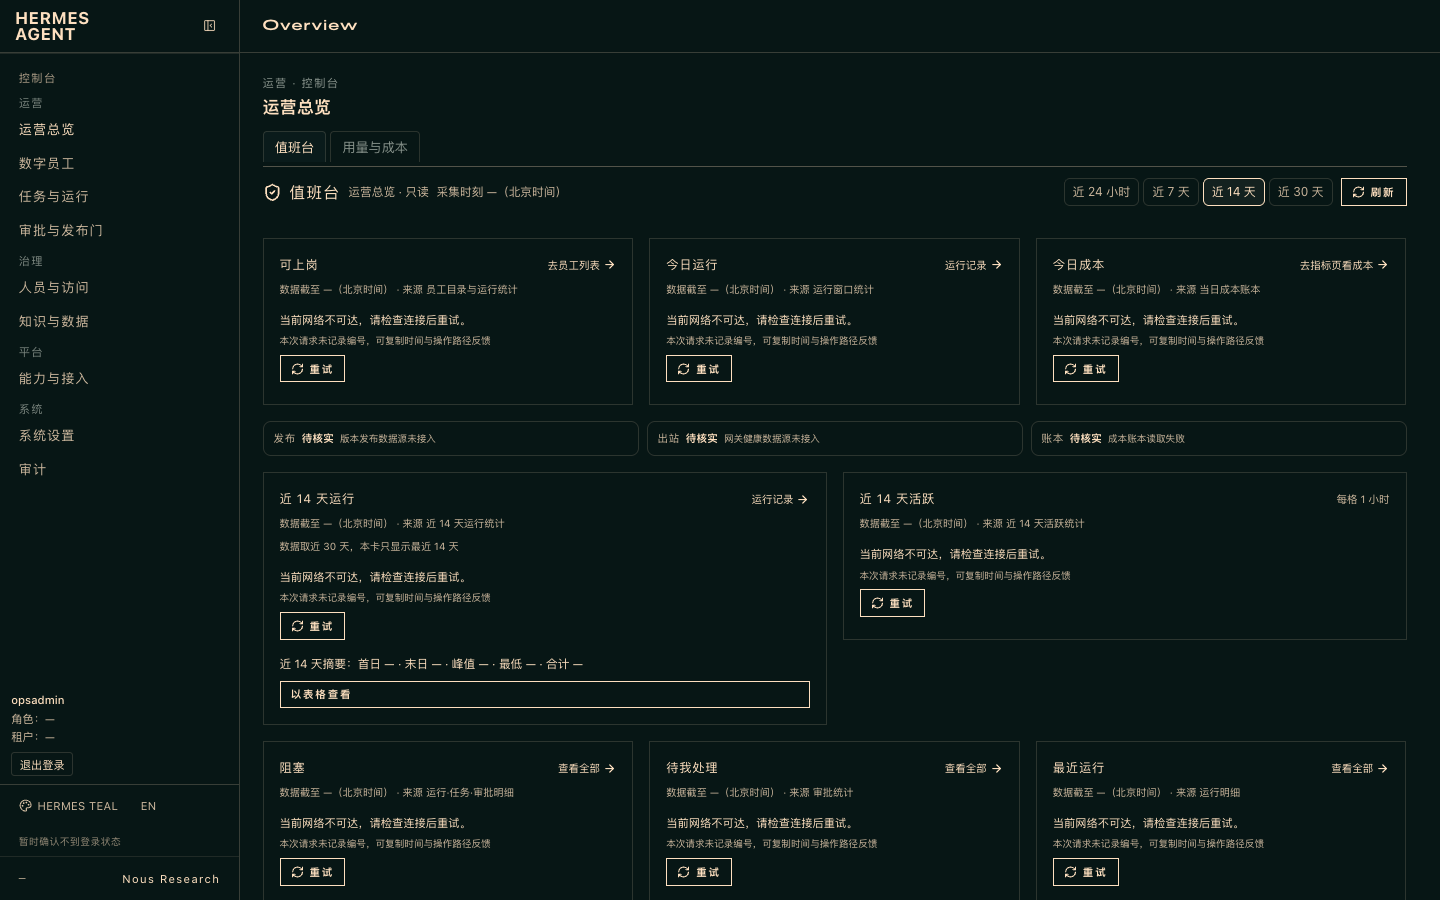 HERMES
AGENT
控制台
运营
运营总览
数字员工
任务与运行
审批与发布门
治理
人员与访问
知识与数据
平台
能力与接入
系统
系统设置
审计
opsadmin
角色: —
租户: —
退出登录
HERMES TEAL EN
暂时确认不到登录状态
— Nous Research
Overview
运营 · 控制台
运营总览
值班台 用量与成本
值班台 运营总览 · 只读 采集时刻 —（北京时间） 近 24 小时 近 7 天 近 14 天 近 30 天 刷新
可上岗 去员工列表 →
数据截至 —（北京时间） · 来源 员工目录与运行统计
当前网络不可达，请检查连接后重试。
本次请求未记录编号，可复制时间与操作路径反馈
重试
今日运行 运行记录 →
数据截至 —（北京时间） · 来源 运行窗口统计
当前网络不可达，请检查连接后重试。
本次请求未记录编号，可复制时间与操作路径反馈
重试
今日成本 去指标页看成本 →
数据截至 —（北京时间） · 来源 当日成本账本
当前网络不可达，请检查连接后重试。
本次请求未记录编号，可复制时间与操作路径反馈
重试
发布 待核实 版本发布数据源未接入
出站 待核实 网关健康数据源未接入
账本 待核实 成本账本读取失败
近 14 天运行 运行记录 →
数据截至 —（北京时间） · 来源 近 14 天运行统计
数据取近 30 天，本卡只显示最近 14 天
当前网络不可达，请检查连接后重试。
本次请求未记录编号，可复制时间与操作路径反馈
重试
近 14 天摘要：首日 — · 末日 — · 峰值 — · 最低 — · 合计 —
以表格查看
近 14 天活跃 每格 1 小时
数据截至 —（北京时间） · 来源 近 14 天活跃统计
当前网络不可达，请检查连接后重试。
本次请求未记录编号，可复制时间与操作路径反馈
重试
阻塞 查看全部 →
数据截至 —（北京时间） · 来源 运行·任务·审批明细
当前网络不可达，请检查连接后重试。
本次请求未记录编号，可复制时间与操作路径反馈
重试
待我处理 查看全部 →
数据截至 —（北京时间） · 来源 审批统计
当前网络不可达，请检查连接后重试。
本次请求未记录编号，可复制时间与操作路径反馈
重试
最近运行 查看全部 →
数据截至 —（北京时间） · 来源 运行明细
当前网络不可达，请检查连接后重试。
本次请求未记录编号，可复制时间与操作路径反馈
重试